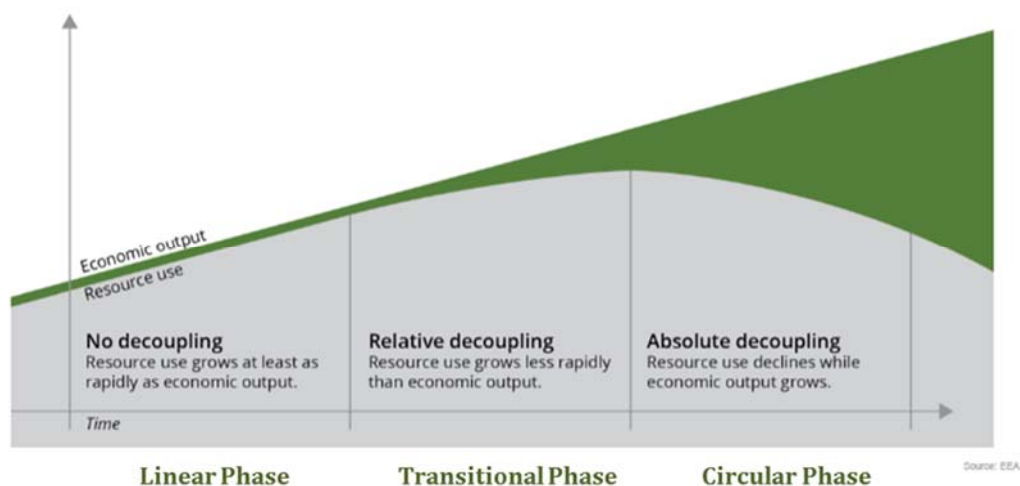 Economic output
Resource use
No decoupling
Resource use grows at least as
rapidly as economic output.
Relative decoupling
Resource use grows less rapidly
than economic output.
Absolute decoupling
Resource use declines while
economic output grows.
Time
Linear Phase
Transitional Phase
Circular Phase
Source: EEA